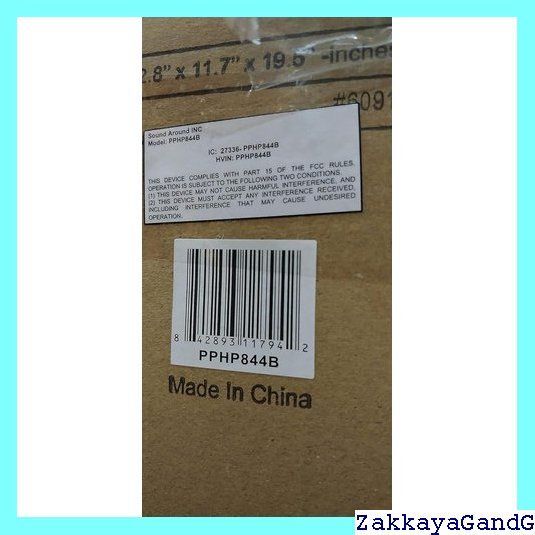 2.8" x 11.7" x 19.5" -inches
#6091
Sound Around INC
Model: PPHP844B
IC: 27336- PPHP844B
HVIN: PPHP844B
THIS DEVICE COMPLIES WITH PART 15 OF THE FCC RULES.
OPERATION IS SUBJECT TO THE FOLLOWING TWO CONDITIONS.
(1) THIS DEVICE MAY NOT CAUSE HARMFUL INTERFERENCE, AND
(2) THIS DEVICE MUST ACCEPT ANY INTERFERENCE RECEIVED,
INCLUDING INTERFERENCE THAT MAY CAUSE UNDESIRED
OPERATION.
8 42893 11794 2
PPHP844B
Made In China
ZakkayaGandG